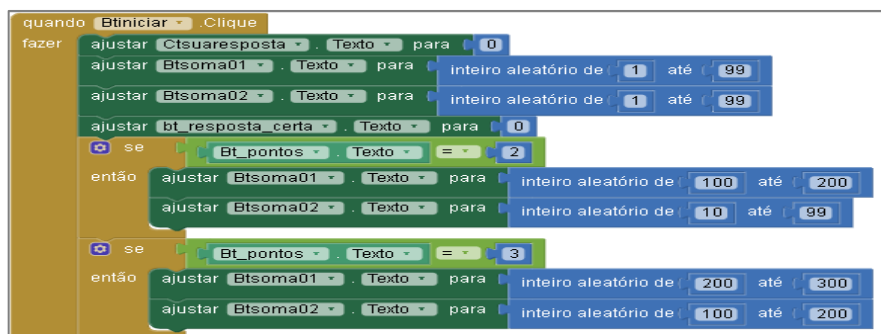 quando Btiniciar .Clique
fazer ajustar Ctsuaresposta . Texto para 0
ajustar Btsoma01 . Texto para inteiro aleatório de 1 até 99
ajustar Btsoma02 . Texto para inteiro aleatório de 1 até 99
ajustar bt_resposta_certa . Texto para 0
se Bt_pontos . Texto = 2
então ajustar Btsoma01 . Texto para inteiro aleatório de 100 até 200
ajustar Btsoma02 . Texto para inteiro aleatório de 10 até 99
se Bt_pontos . Texto = 3
então ajustar Btsoma01 . Texto para inteiro aleatório de 200 até 300
ajustar Btsoma02 . Texto para inteiro aleatório de 100 até 200